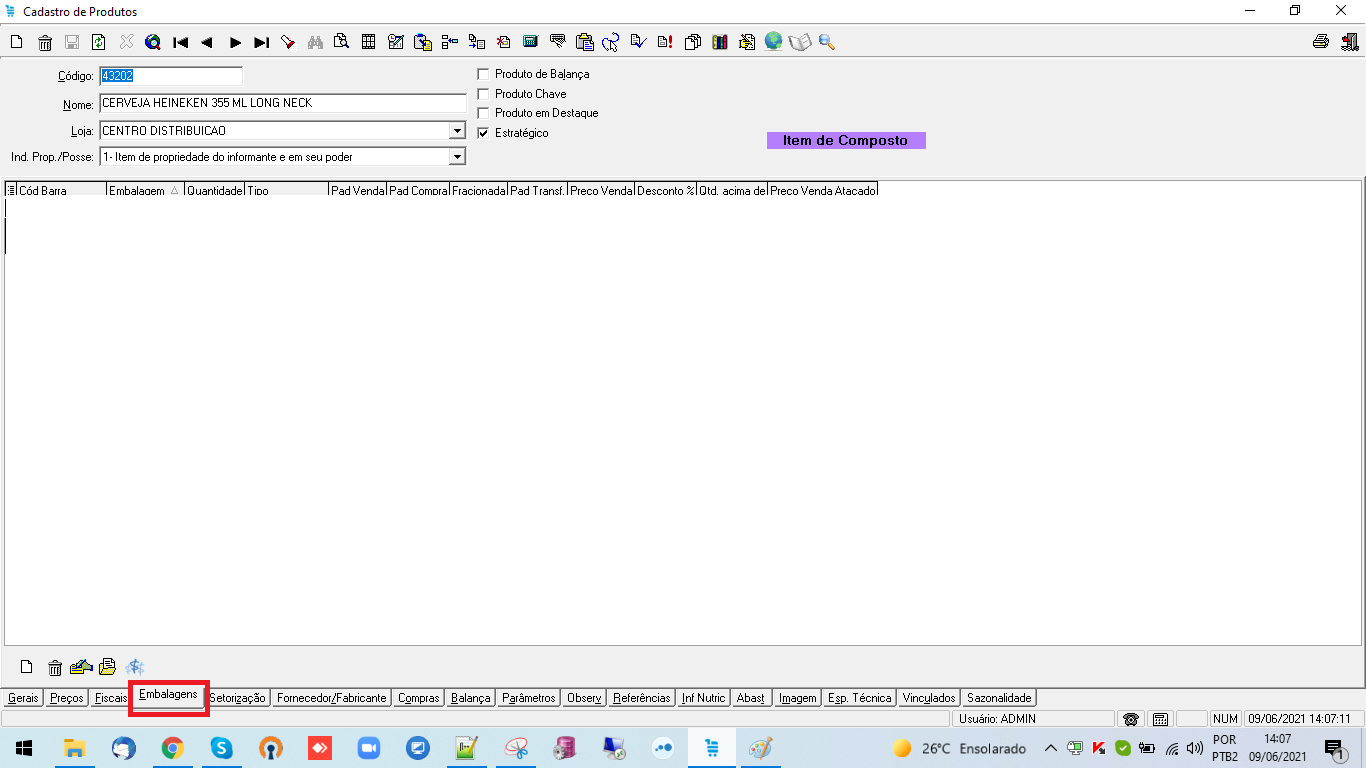 Cadastro de Produtos
Código: 43202
Nome: CERVEJA HEINEKEN 355 ML LONG NECK
Loja: CENTRO DISTRIBUICAO
Ind. Prop./Posse: 1- Item de propriedade do informante e em seu poder
Produto de Balança
Produto Chave
Produto em Destaque
Estratégico
Item de Composto
Cód Barra Embalagem Quantidade Tipo Pad Venda Pad Compra Fracionada Pad Transf. Preço Venda Desconto % Qtd. acima de Preço Venda Atacado
Gerais Preços Fiscais Embalagens Setorização Fornecedor/Fabricante Compras Balança Parâmetros Observ Referências Inf Nutric Abast Imagem Esp. Técnica Vinculados Sazonalidade
Usuário: ADMIN NUM 09/06/2021 14:07:11
26°C Ensolarado
POR
PTB2
14:07
09/06/2021
1